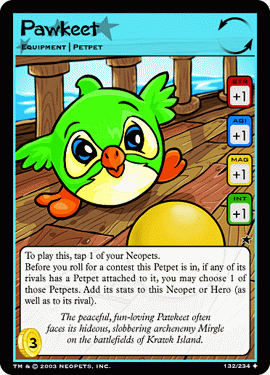 Pawkeet
Equipment | Petpet
STR
+1
AGI
+1
MAG
+1
INT
+1
To play this, tap 1 of your Neopets.
Before you roll for a contest this Petpet is in, if any of its
rivals has a Petpet attached to it, you may choose 1 of
those Petpets. Add its stats to this Neopet or Hero (as
well as to its rival).
The peaceful, fun-loving Pawkeet often
faces its hideous, slobbering archenemy Mirgle
on the battlefields of Krawk Island.
3
TM & © 2003 NEOPETS, INC.
132/234